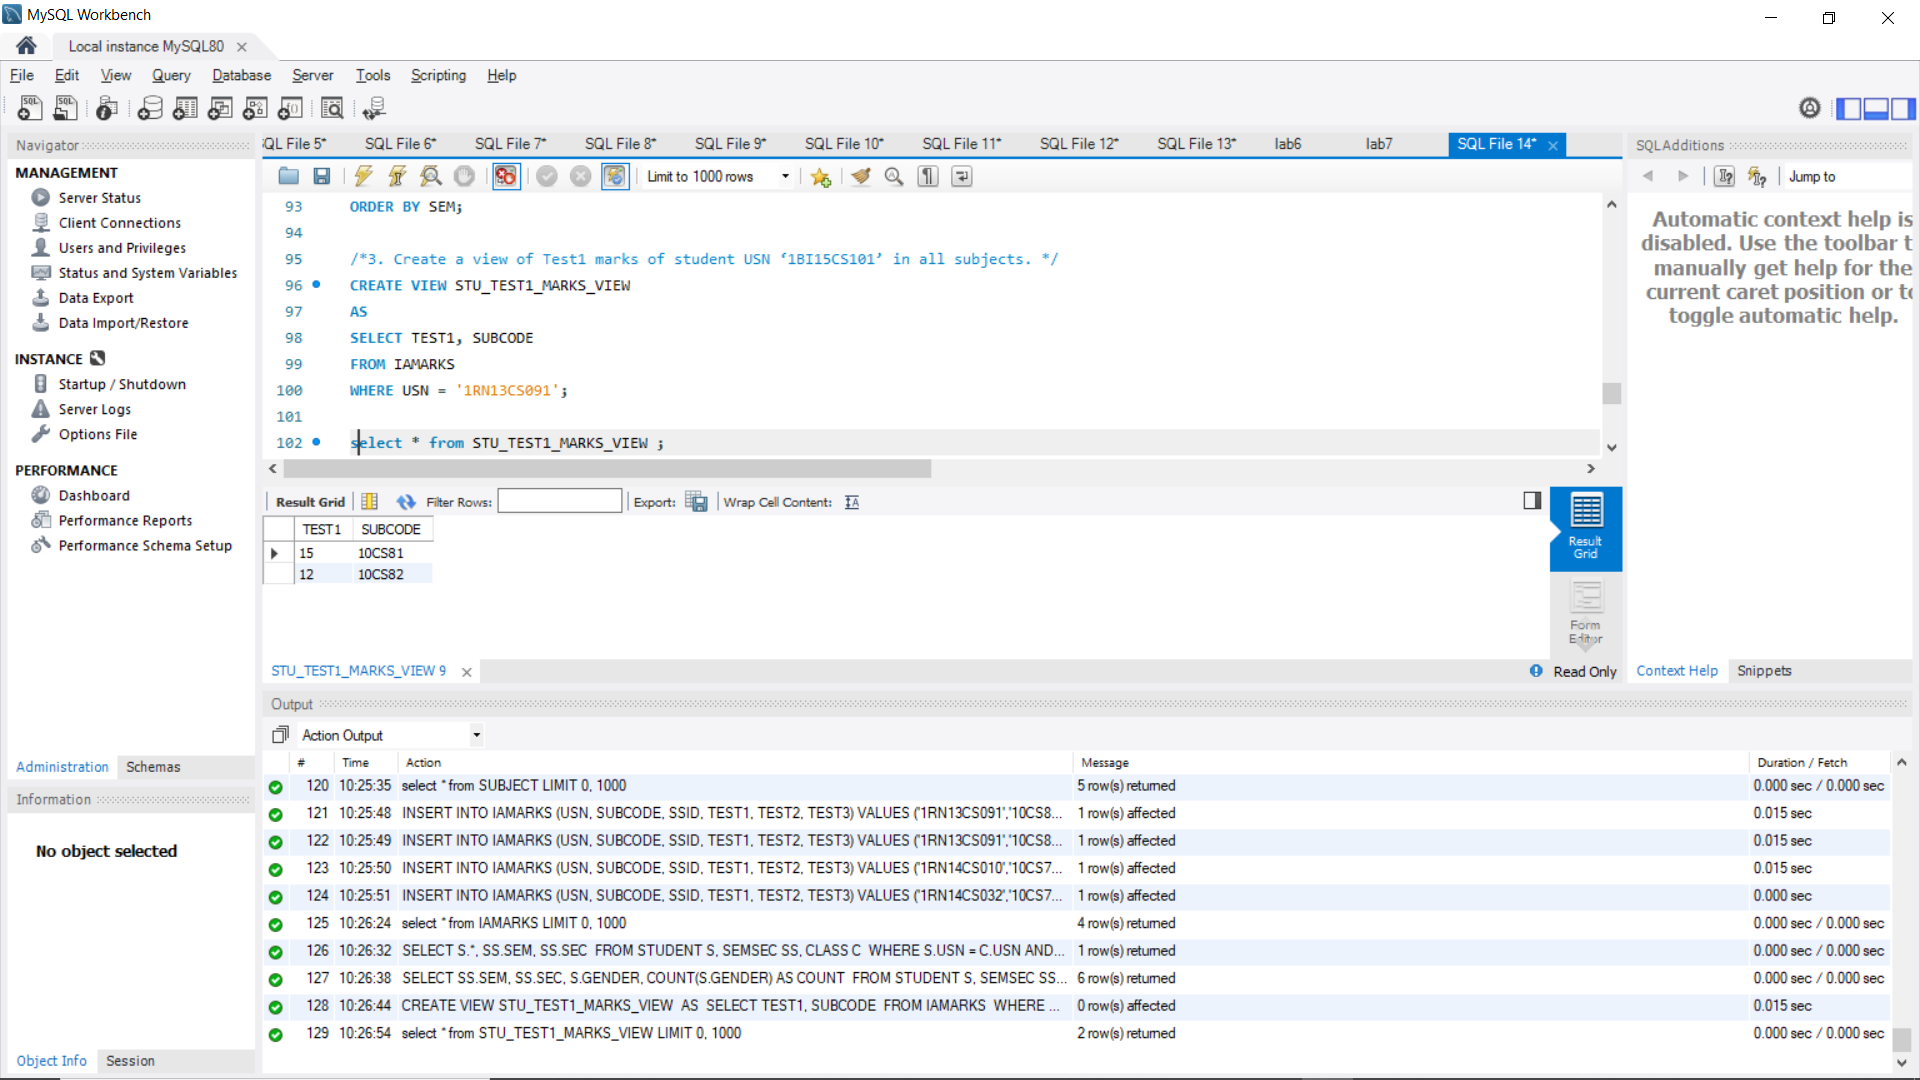 MySQL Workbench
Local instance MySQL80
File Edit View Query Database Server Tools Scripting Help
Navigator
MANAGEMENT
Server Status
Client Connections
Users and Privileges
Status and System Variables
Data Export
Data Import/Restore
INSTANCE
Startup / Shutdown
Server Logs
Options File
PERFORMANCE
Dashboard
Performance Reports
Performance Schema Setup
Administration Schemas
Information
No object selected
Object Info Session
QL File 5* SQL File 6* SQL File 7* SQL File 8* SQL File 9* SQL File 10* SQL File 11* SQL File 12* SQL File 13* lab6 lab7 SQL File 14*
Limit to 1000 rows
93 ORDER BY SEM;
94
95 /*3. Create a view of Test1 marks of student USN ‘1BI15CS101’ in all subjects. */
96 CREATE VIEW STU_TEST1_MARKS_VIEW
97 AS
98 SELECT TEST1, SUBCODE
99 FROM IAMARKS
100 WHERE USN = '1RN13CS091';
101
102 select * from STU_TEST1_MARKS_VIEW ;
Result Grid Filter Rows: Export: Wrap Cell Content:
TEST1 SUBCODE
15 10CS81
12 10CS82
Result
Grid
Form
Editor
STU_TEST1_MARKS_VIEW 9
Read Only
SQLAdditions
Jump to
Automatic context help is
disabled. Use the toolbar t
manually get help for the
current caret position or to
toggle automatic help.
Context Help Snippets
Output
Action Output
# Time Action Message Duration / Fetch
120 10:25:35 select * from SUBJECT LIMIT 0, 1000 5 row(s) returned 0.000 sec / 0.000 sec
121 10:25:48 INSERT INTO IAMARKS (USN, SUBCODE, SSID, TEST1, TEST2, TEST3) VALUES ('1RN13CS091','10CS8... 1 row(s) affected 0.015 sec
122 10:25:49 INSERT INTO IAMARKS (USN, SUBCODE, SSID, TEST1, TEST2, TEST3) VALUES ('1RN13CS091','10CS8... 1 row(s) affected 0.015 sec
123 10:25:50 INSERT INTO IAMARKS (USN, SUBCODE, SSID, TEST1, TEST2, TEST3) VALUES ('1RN14CS010','10CS7... 1 row(s) affected 0.015 sec
124 10:25:51 INSERT INTO IAMARKS (USN, SUBCODE, SSID, TEST1, TEST2, TEST3) VALUES ('1RN14CS032','10CS7... 1 row(s) affected 0.000 sec
125 10:26:24 select * from IAMARKS LIMIT 0, 1000 4 row(s) returned 0.000 sec / 0.000 sec
126 10:26:32 SELECT S.*, SS.SEM, SS.SEC FROM STUDENT S, SEMSEC SS, CLASS C WHERE S.USN = C.USN AND... 1 row(s) returned 0.000 sec / 0.000 sec
127 10:26:38 SELECT SS.SEM, SS.SEC, S.GENDER, COUNT(S.GENDER) AS COUNT FROM STUDENT S, SEMSEC SS... 6 row(s) returned 0.000 sec / 0.000 sec
128 10:26:44 CREATE VIEW STU_TEST1_MARKS_VIEW AS SELECT TEST1, SUBCODE FROM IAMARKS WHERE ... 0 row(s) affected 0.015 sec
129 10:26:54 select * from STU_TEST1_MARKS_VIEW LIMIT 0, 1000 2 row(s) returned 0.000 sec / 0.000 sec